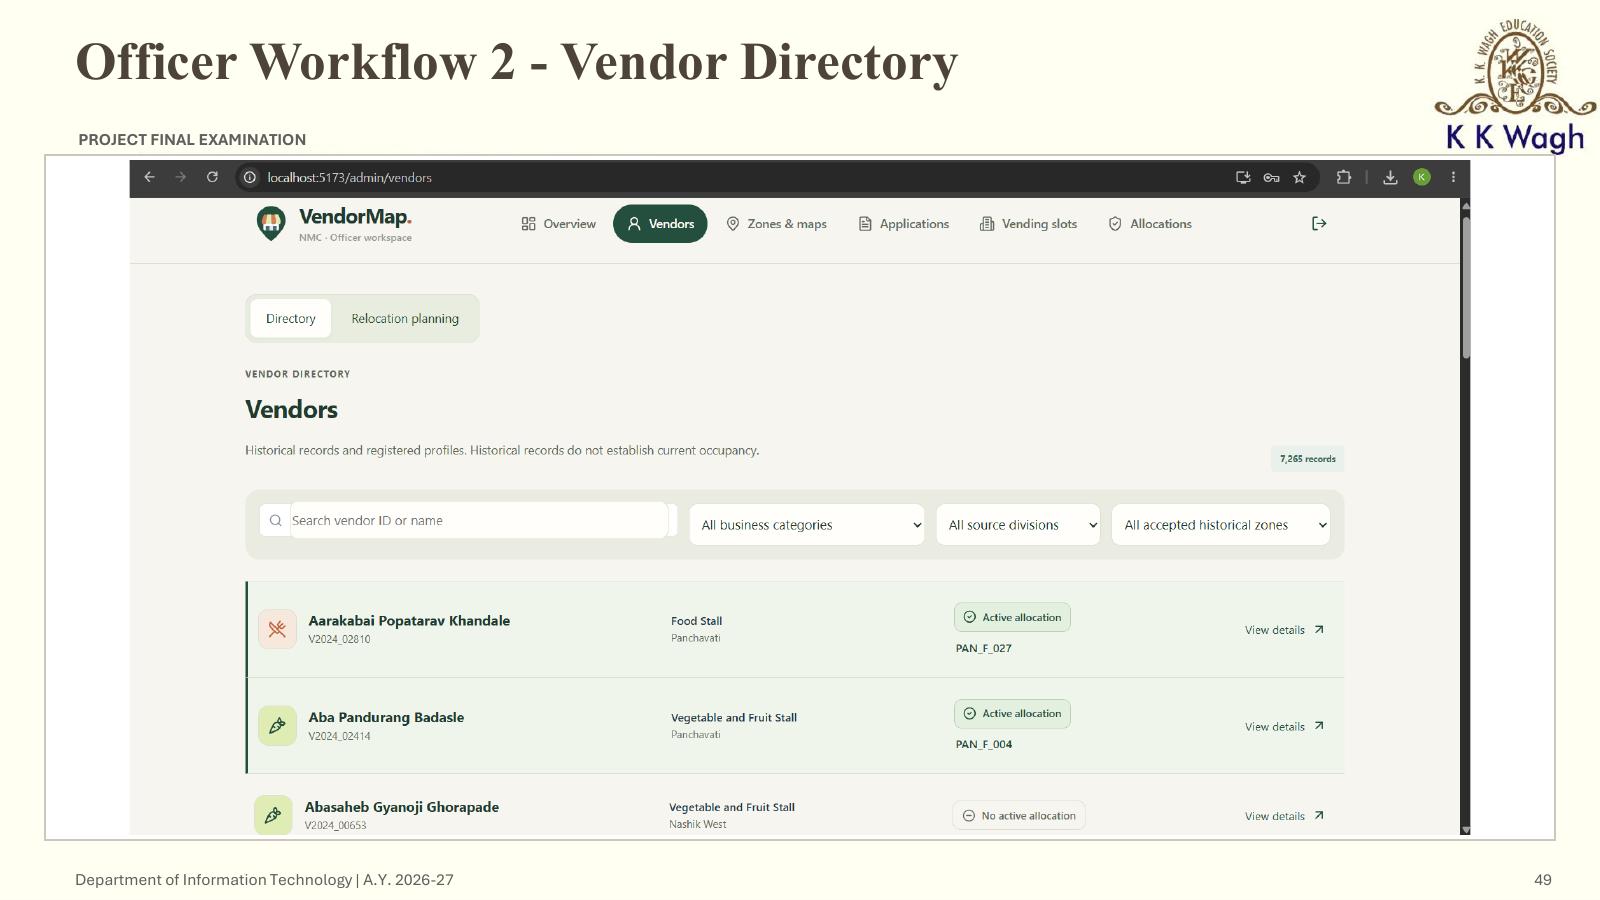 Officer Workflow 2 - Vendor Directory
K. K. WAGH EDUCATION SOCIETY
K K Wagh
PROJECT FINAL EXAMINATION
localhost:5173/admin/vendors
K
VendorMap.
NMC · Officer workspace
Overview
Vendors
Zones & maps
Applications
Vending slots
Allocations
Directory
Relocation planning
VENDOR DIRECTORY
Vendors
Historical records and registered profiles. Historical records do not establish current occupancy.
7,265 records
Search vendor ID or name
All business categories
All source divisions
All accepted historical zones
Aarakabai Popatarav Khandale
V2024_02810
Food Stall
Panchavati
Active allocation
PAN_F_027
View details
Aba Pandurang Badasle
V2024_02414
Vegetable and Fruit Stall
Panchavati
Active allocation
PAN_F_004
View details
Abasaheb Gyanoji Ghorapade
V2024_00653
Vegetable and Fruit Stall
Nashik West
No active allocation
View details
Department of Information Technology | A.Y. 2026-27
49